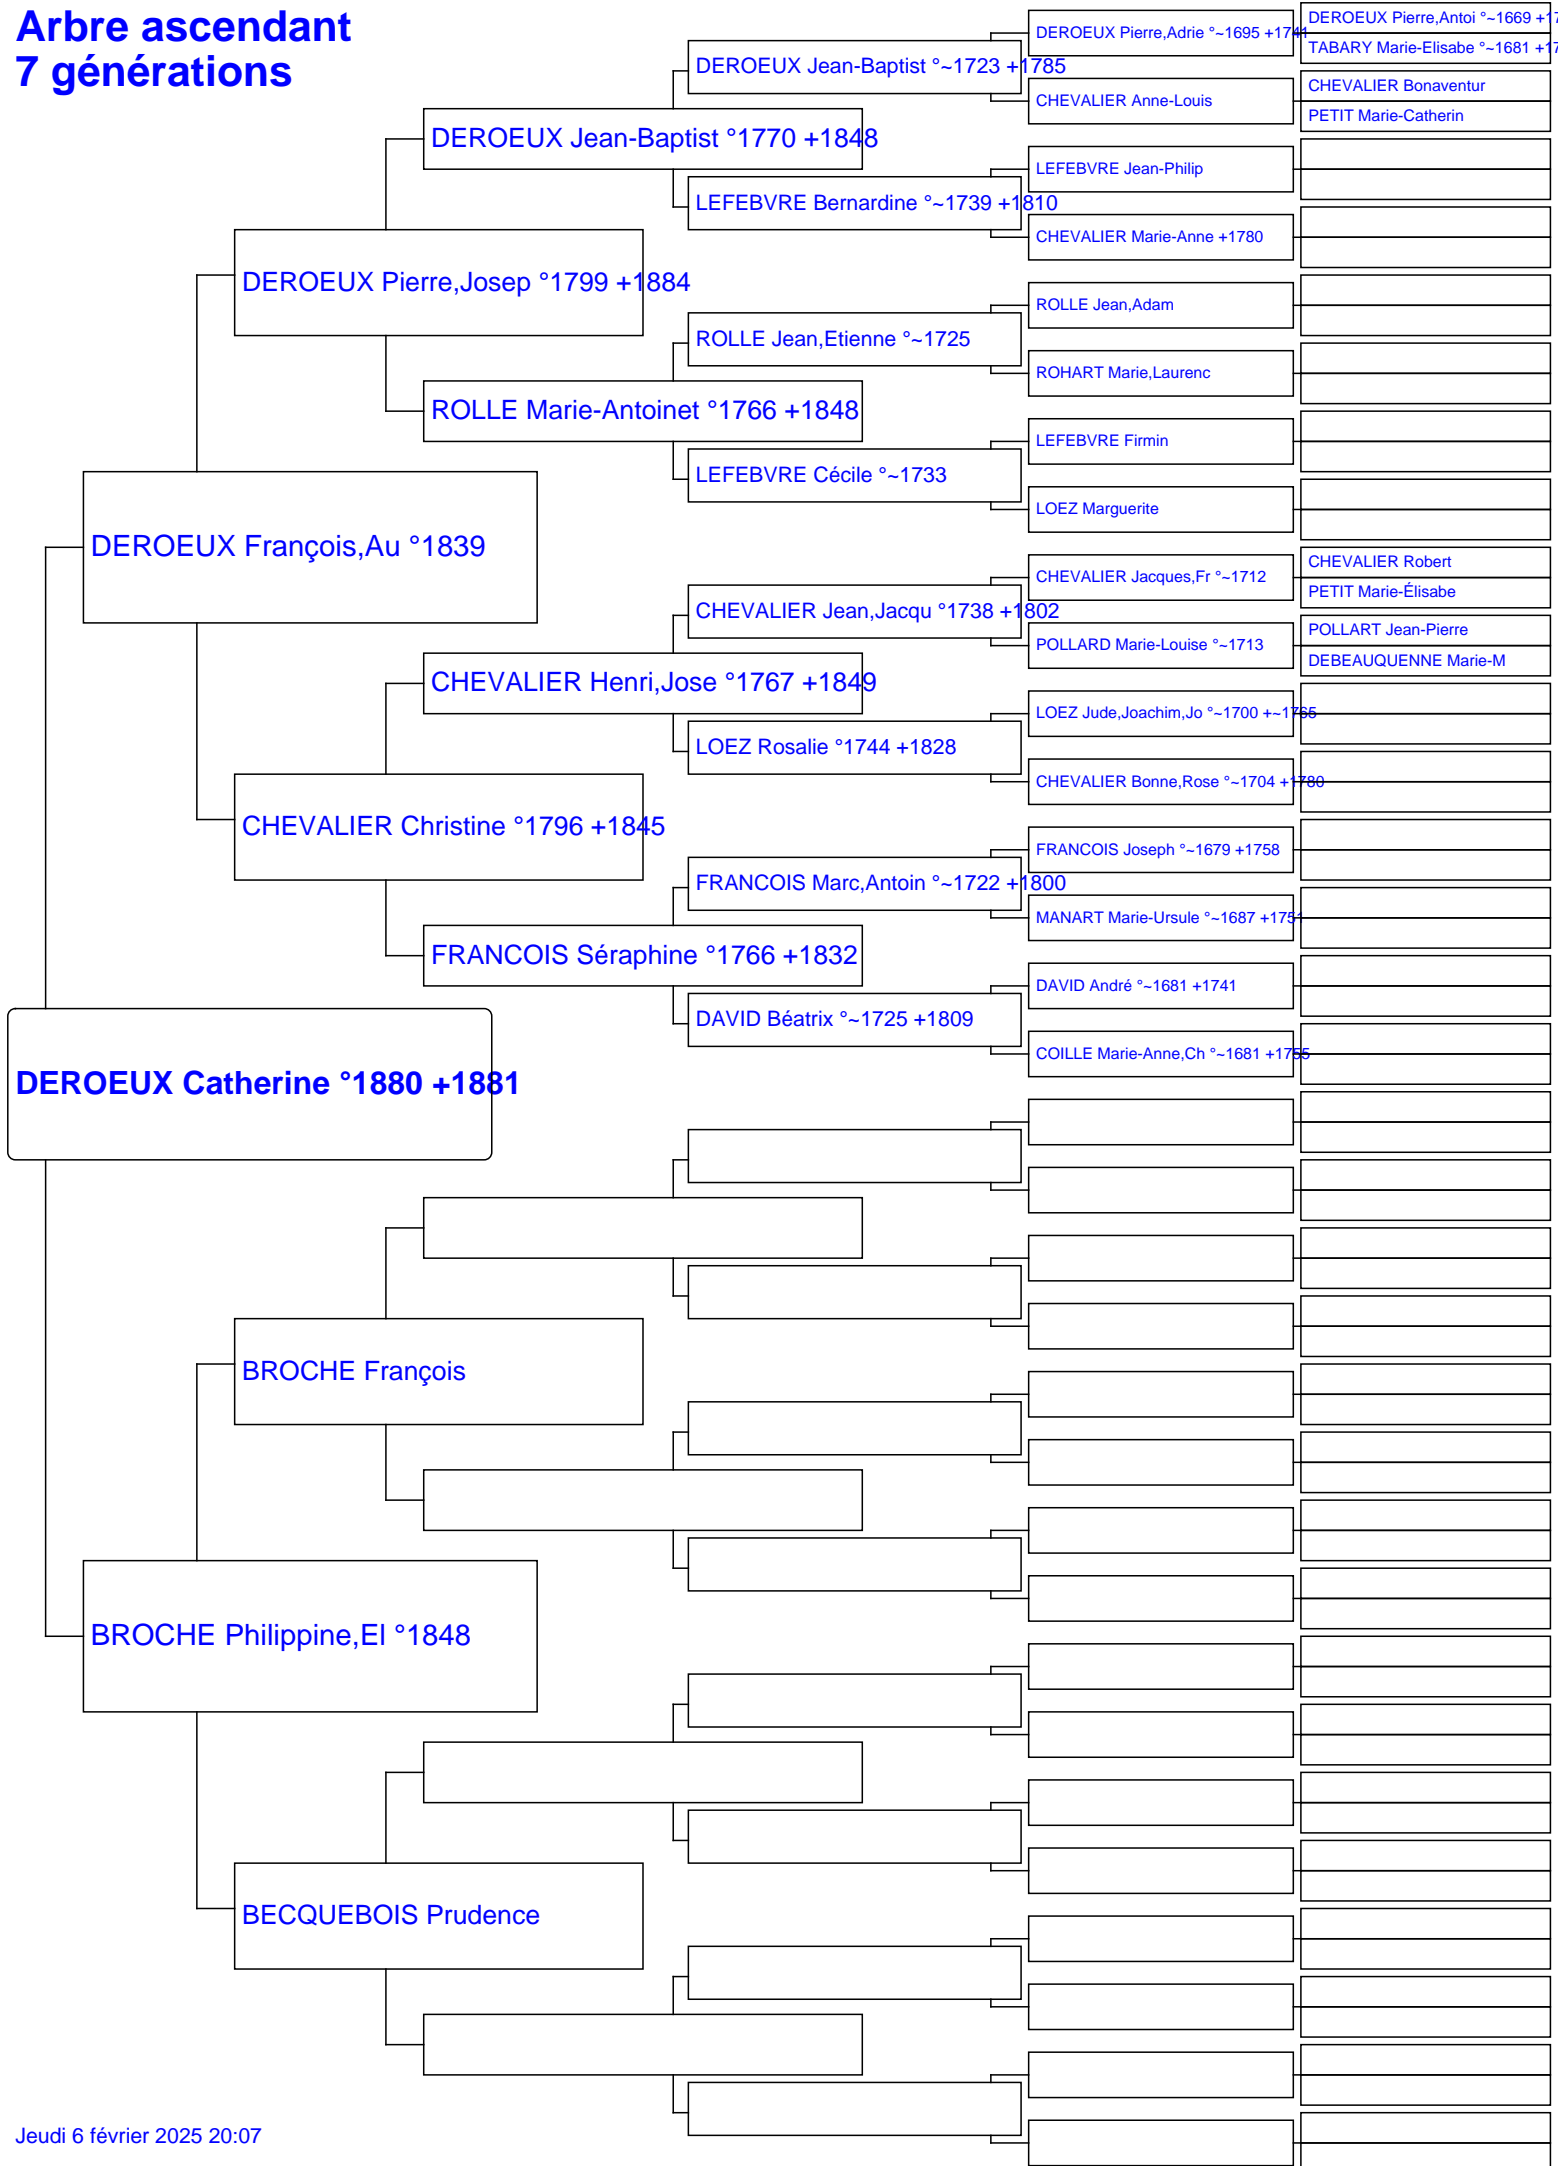 Arbre ascendant
7 générations
DEROEUX Catherine °1880 +1881
DEROEUX François,Au °1839
BROCHE Philippine,El °1848
DEROEUX Pierre,Josep °1799 +1884
CHEVALIER Christine °1796 +1845
BROCHE François
BECQUEBOIS Prudence
DEROEUX Jean-Baptist °1770 +1848
ROLLE Marie-Antoinet °1766 +1848
CHEVALIER Henri,Jose °1767 +1849
FRANCOIS Séraphine °1766 +1832
DEROEUX Jean-Baptist °~1723 +1785
LEFEBVRE Bernardine °~1739 +1810
ROLLE Jean,Etienne °~1725
LEFEBVRE Cécile °~1733
CHEVALIER Jean,Jacqu °1738 +1802
LOEZ Rosalie °1744 +1828
FRANCOIS Marc,Antoin °~1722 +1800
DAVID Béatrix °~1725 +1809
DEROEUX Pierre,Adrie °~1695 +1741
CHEVALIER Anne-Louis
LEFEBVRE Jean-Philip
CHEVALIER Marie-Anne +1780
ROLLE Jean,Adam
ROHART Marie,Laurenc
LEFEBVRE Firmin
LOEZ Marguerite
CHEVALIER Jacques,Fr °~1712
POLLARD Marie-Louise °~1713
LOEZ Jude,Joachim,Jo °~1700 +~1765
CHEVALIER Bonne,Rose °~1704 +1780
FRANCOIS Joseph °~1679 +1758
MANART Marie-Ursule °~1687 +1751
DAVID André °~1681 +1741
COILLE Marie-Anne,Ch °~1681 +1755
DEROEUX Pierre,Antoi °~1669
TABARY Marie-Elisabe °~1681
CHEVALIER Bonaventur
PETIT Marie-Catherin
CHEVALIER Robert
PETIT Marie-Élisabe
POLLART Jean-Pierre
DEBEAUQUENNE Marie-M
Jeudi 6 février 2025 20:07